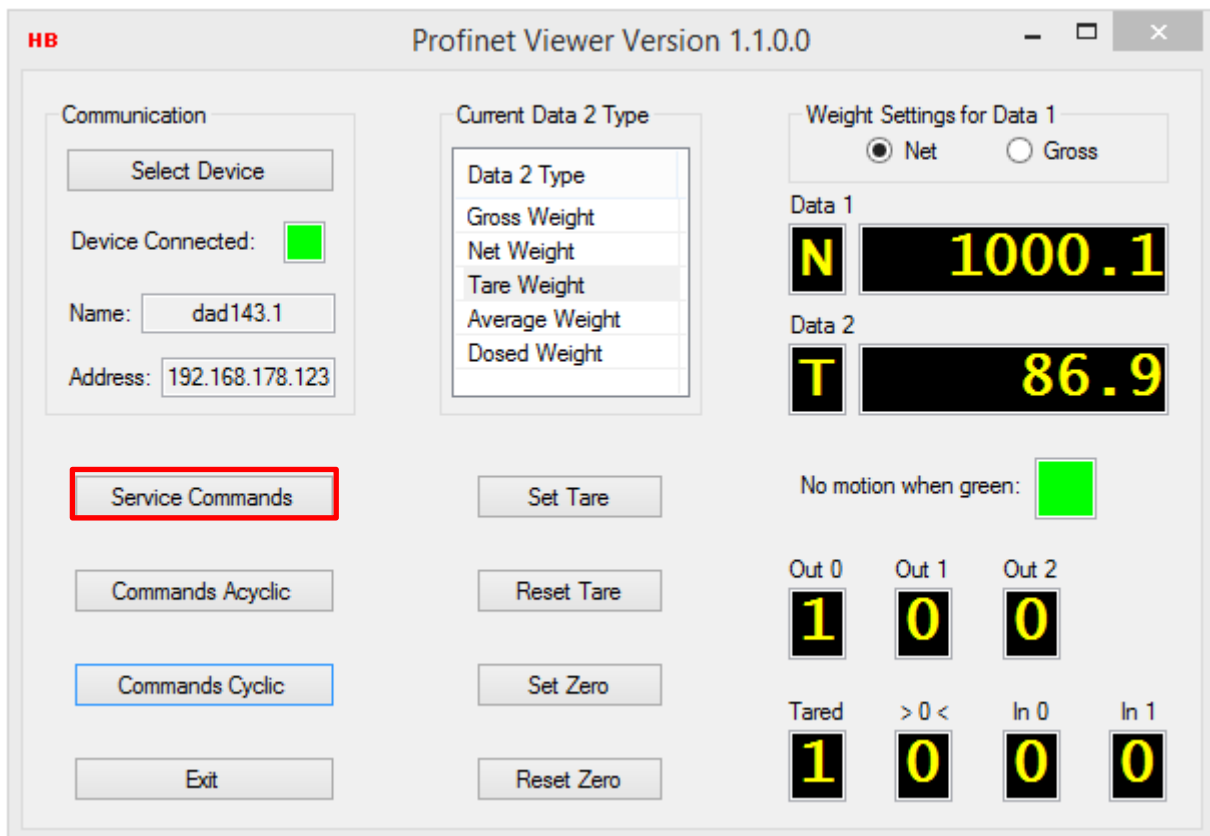 HB
Profinet Viewer Version 1.1.0.0
Communication
Select Device
Device Connected:
Name: dad143.1
Address: 192.168.178.123
Current Data 2 Type
Data 2 Type
Gross Weight
Net Weight
Tare Weight
Average Weight
Dosed Weight
Weight Settings for Data 1
Net Gross
Data 1
N 1000.1
Data 2
T 86.9
Service Commands
Commands Acyclic
Commands Cyclic
Exit
Set Tare
Reset Tare
Set Zero
Reset Zero
No motion when green:
Out 0 Out 1 Out 2
1 0 0
Tared > 0 < In 0 In 1
1 0 0 0